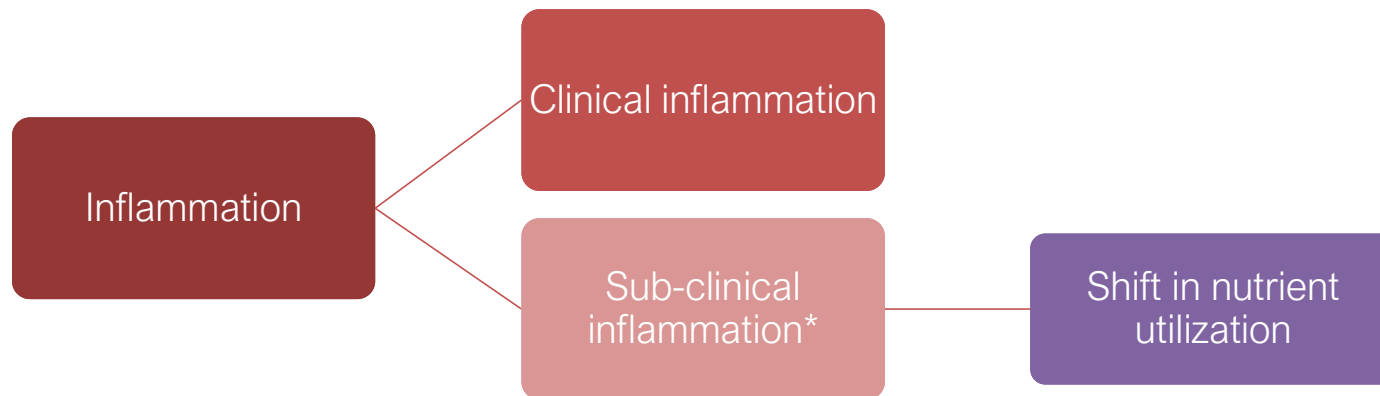 Clinical inflammation
Inflammation
Sub-clinical
inflammation*
Shift in nutrient
utilization